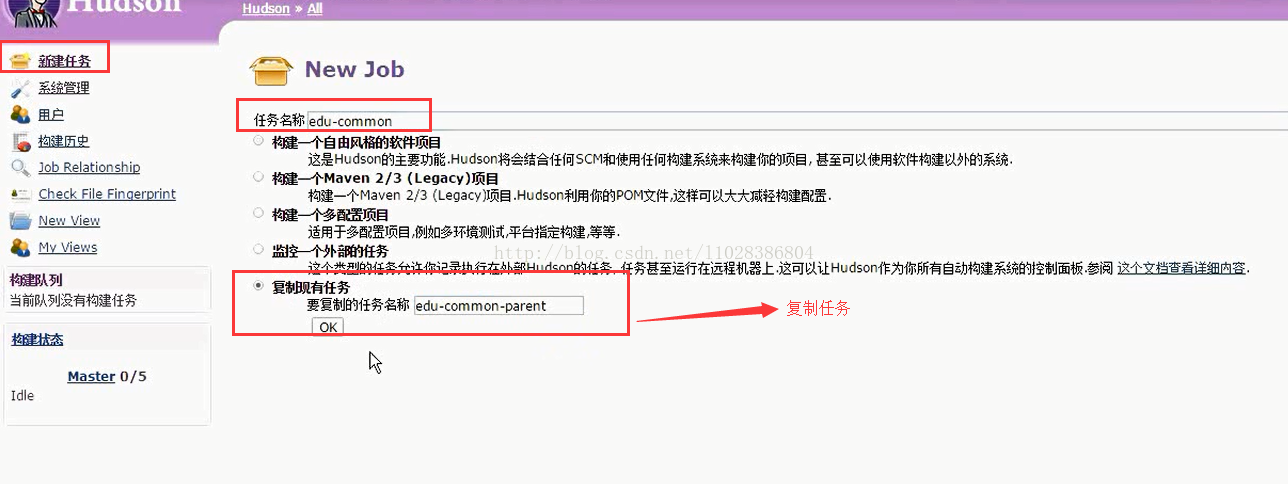 Hudson
Hudson » All
新建任务
系统管理
用户
构建历史
Job Relationship
Check File Fingerprint
New View
My Views
构建队列
当前队列没有构建任务
构建状态
Master 0/5
Idle
New Job
任务名称 edu-common
构建一个自由风格的软件项目
这是Hudson的主要功能.Hudson将会结合任何SCM和使用任何构建系统来构建你的项目, 甚至可以使用软件构建以外的系统.
构建一个Maven 2/3 (Legacy)项目
构建一个Maven 2/3 (Legacy)项目.Hudson利用你的POM文件,这样可以大大减轻构建配置.
构建一个多配置项目
适用于多配置项目,例如多环境测试,平台指定构建,等等.
监控一个外部的任务
http://blog.csdn.net/l1028386804
这个类型的任务允许你记录执行在外部Hudson的任务, 任务甚至运行在远程机器上.这可以让Hudson作为你所有自动构建系统的控制面板.参阅 这个文档查看详细内容.
复制现有任务
要复制的任务名称 edu-common-parent
OK
复制任务